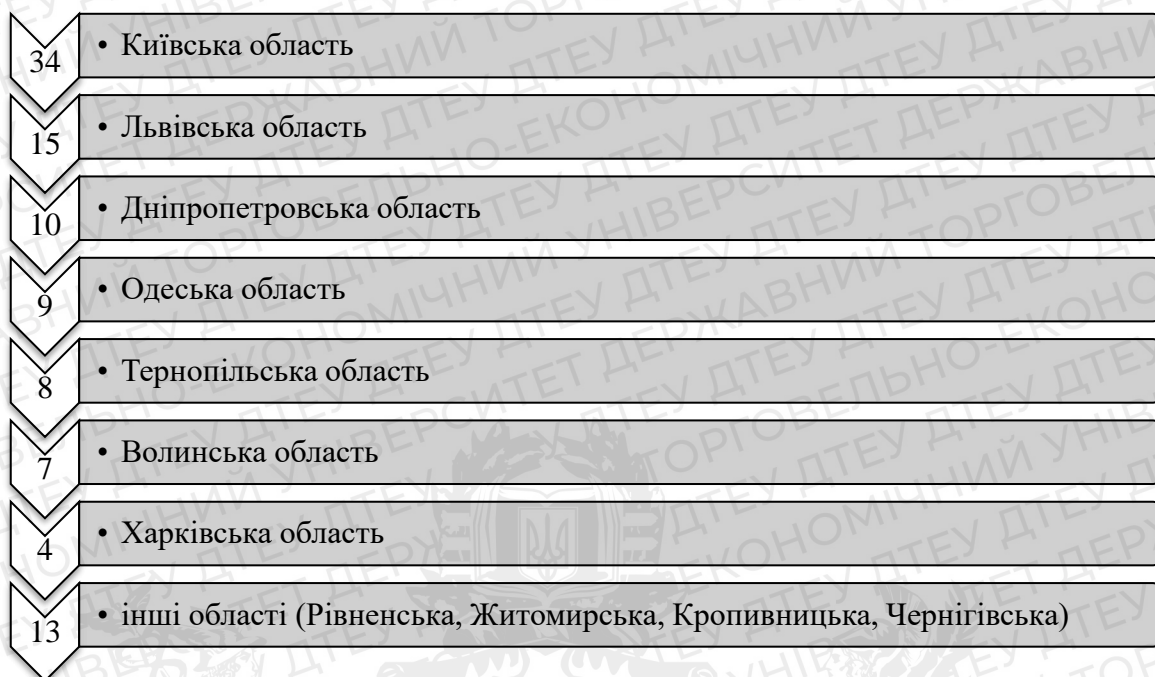 34 • Київська область
15 • Львівська область
10 • Дніпропетровська область
9 • Одеська область
8 • Тернопільська область
7 • Волинська область
4 • Харківська область
13 • інші області (Рівненська, Житомирська, Кропивницька, Чернігівська)